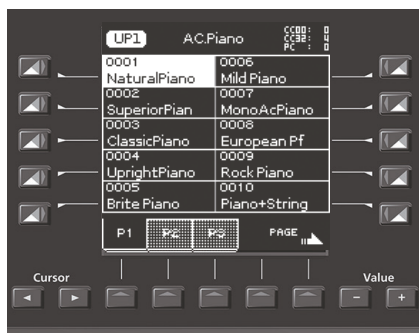 UP1 AC.Piano CC00: 0
CC32: 4
PC : 0
0001 0006
NaturalPiano Mild Piano
0002 0007
SuperiorPian MonoAcPiano
0003 0008
ClassicPiano European Pf
0004 0009
UprightPiano Rock Piano
0005 0010
Brite Piano Piano+String
P1 P2 P3 PAGE
Cursor Value
- +